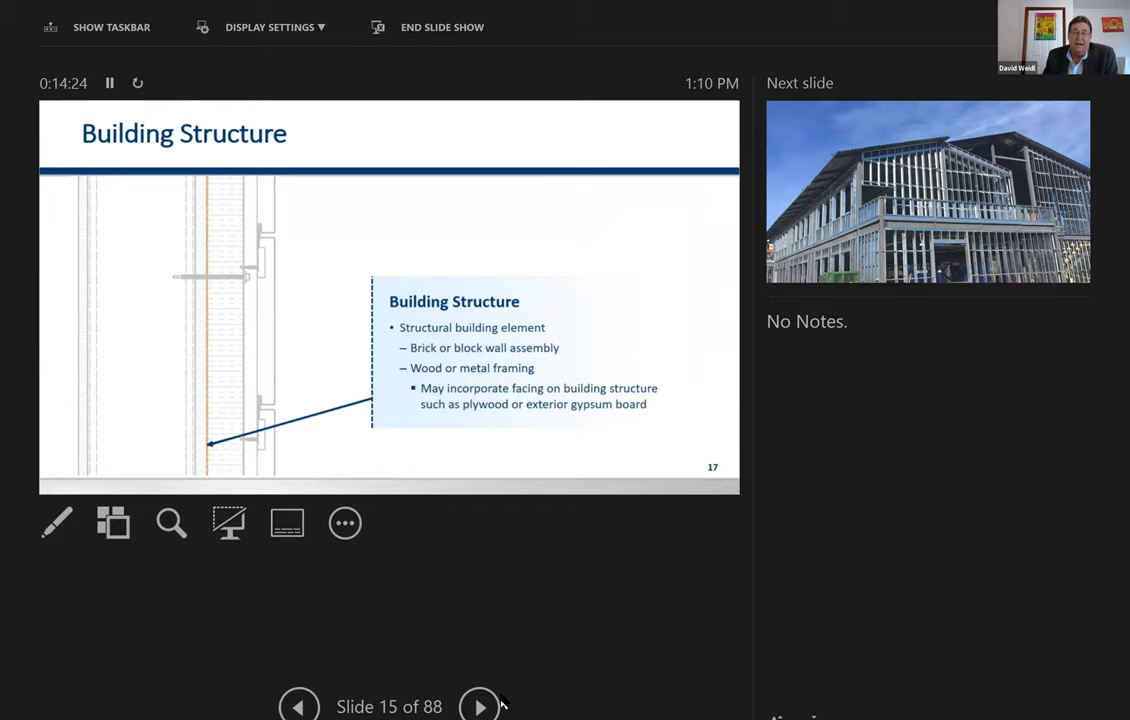 SHOW TASKBAR
DISPLAY SETTINGS ▼
END SLIDE SHOW
David Weidl
0:14:24
1:10 PM
Next slide
Building Structure
Building Structure
• Structural building element
– Brick or block wall assembly
– Wood or metal framing
▪ May incorporate facing on building structure
such as plywood or exterior gypsum board
17
No Notes.
Slide 15 of 88